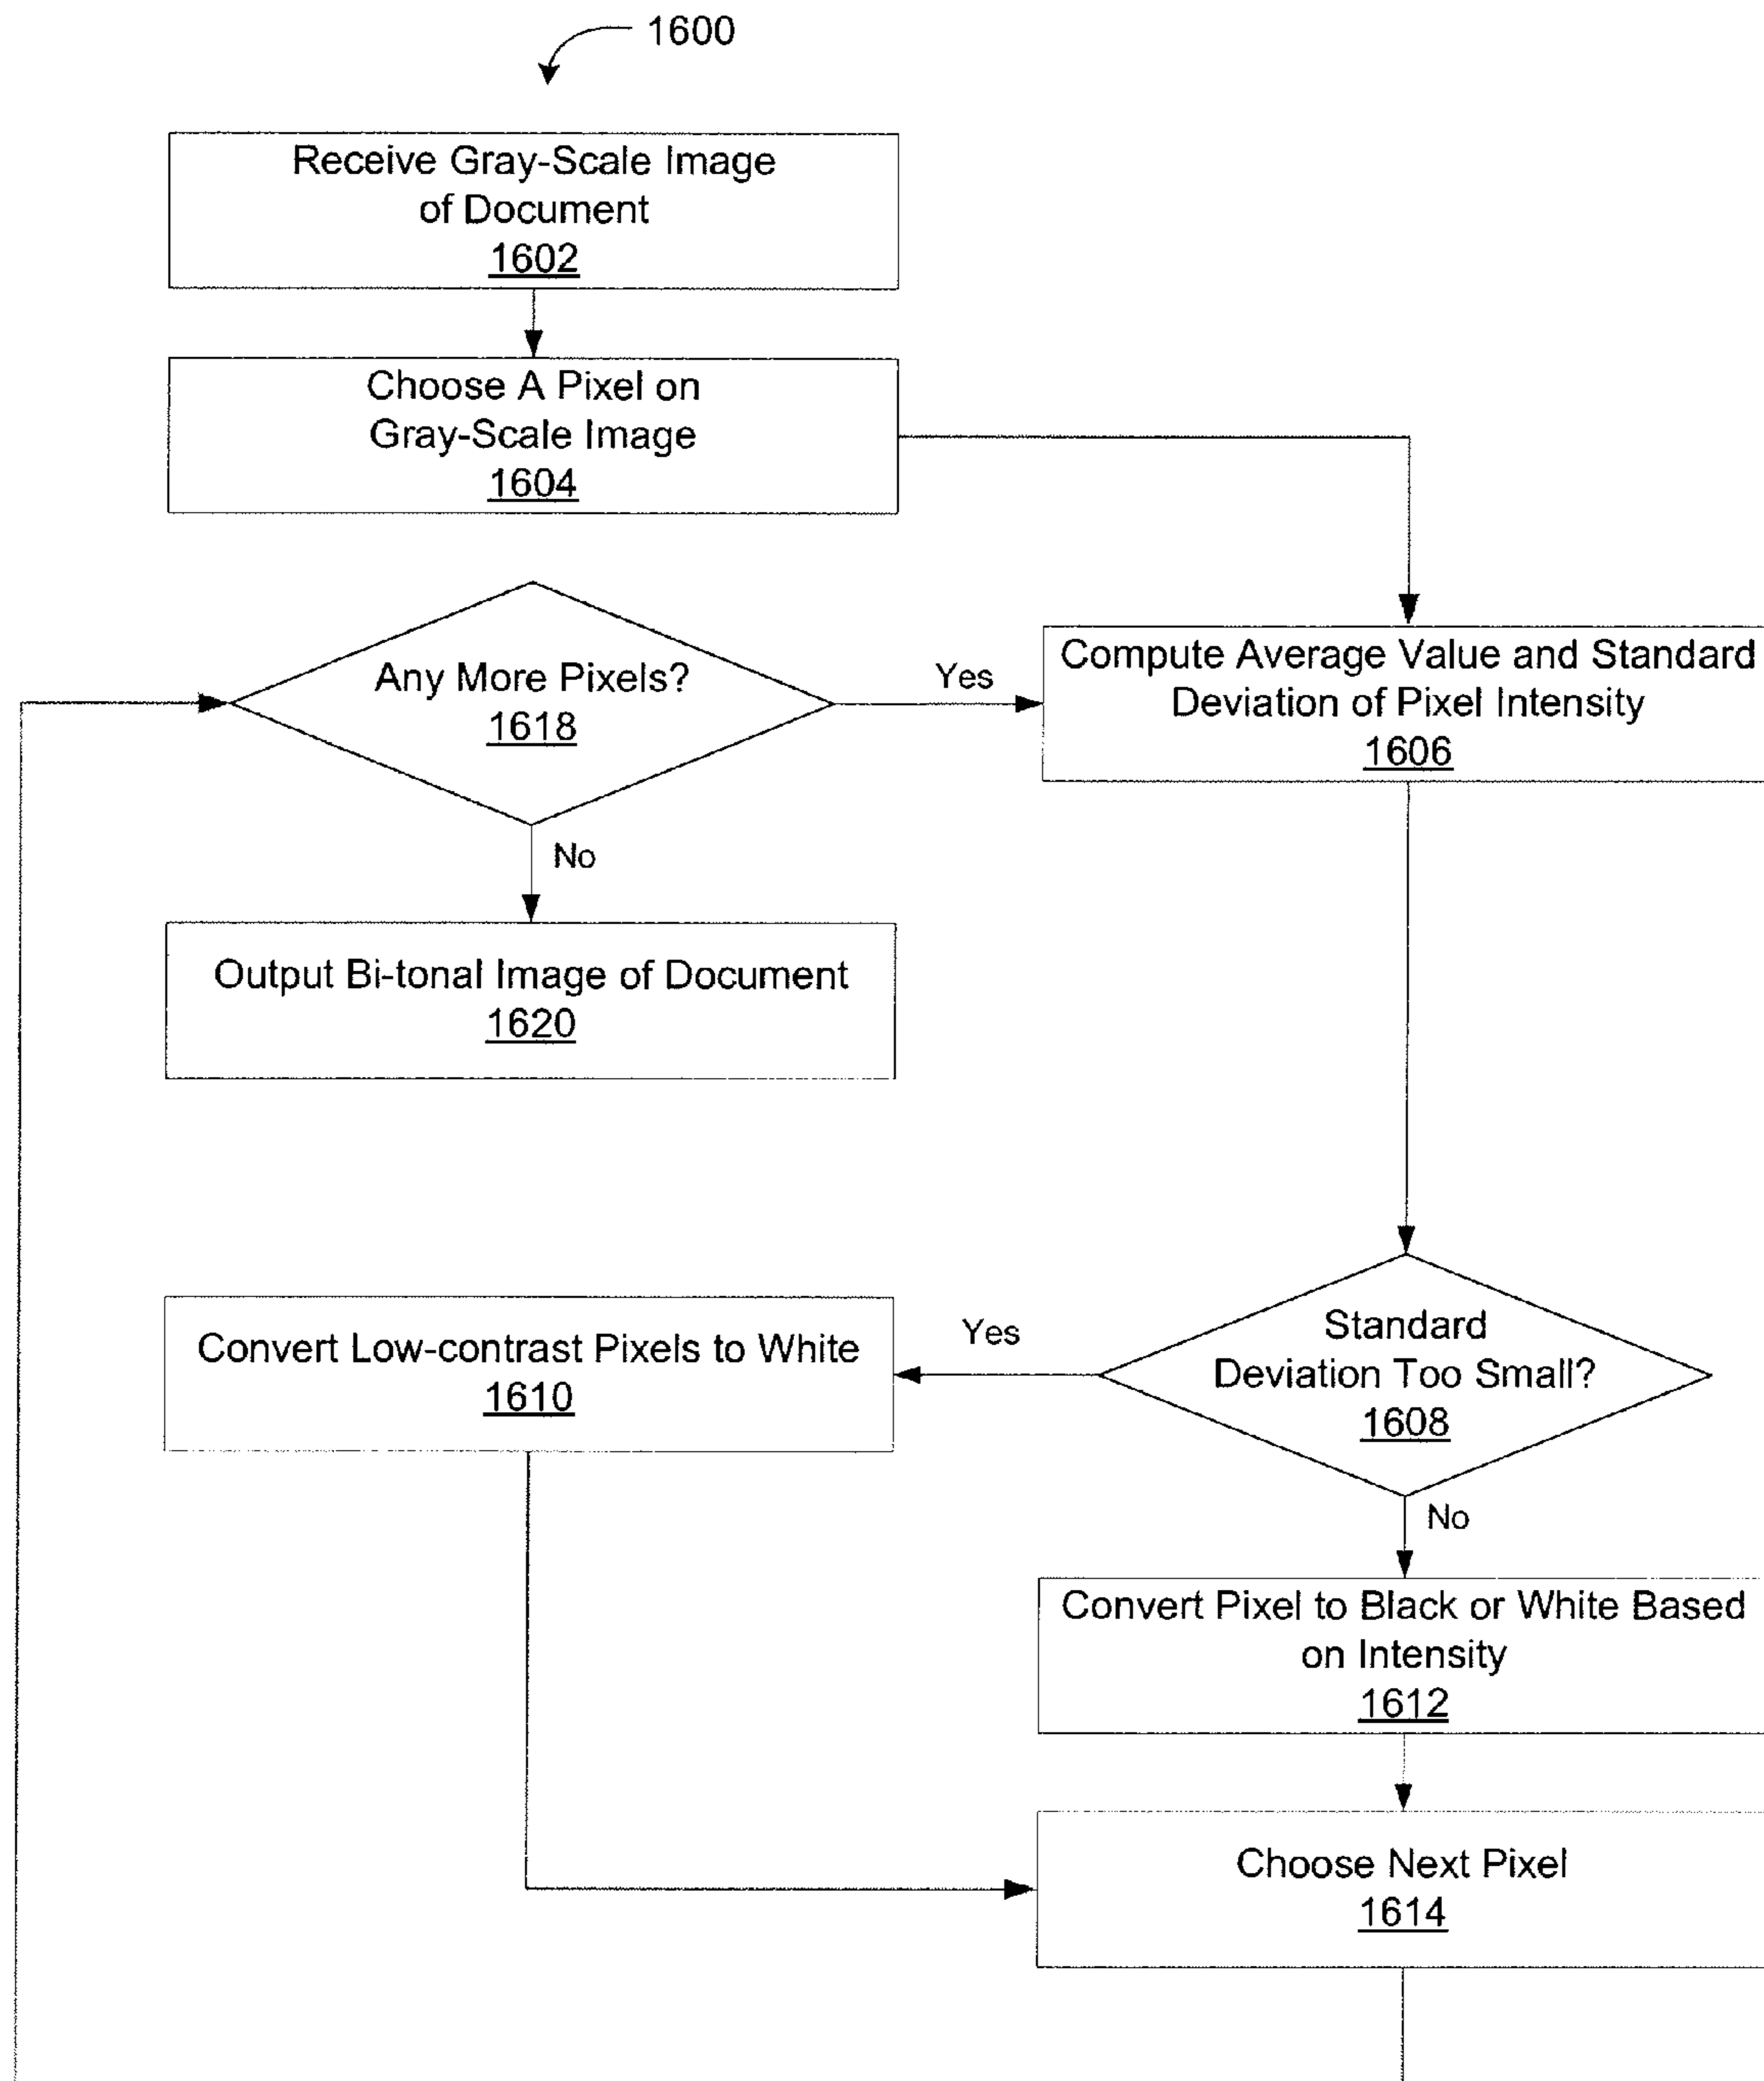 1600
Receive Gray-Scale Image
of Document
1602
Choose A Pixel on
Gray-Scale Image
1604
Any More Pixels?
1618
Yes
Compute Average Value and Standard
Deviation of Pixel Intensity
1606
No
Output Bi-tonal Image of Document
1620
Standard
Deviation Too Small?
1608
Yes
Convert Low-contrast Pixels to White
1610
No
Convert Pixel to Black or White Based
on Intensity
1612
Choose Next Pixel
1614